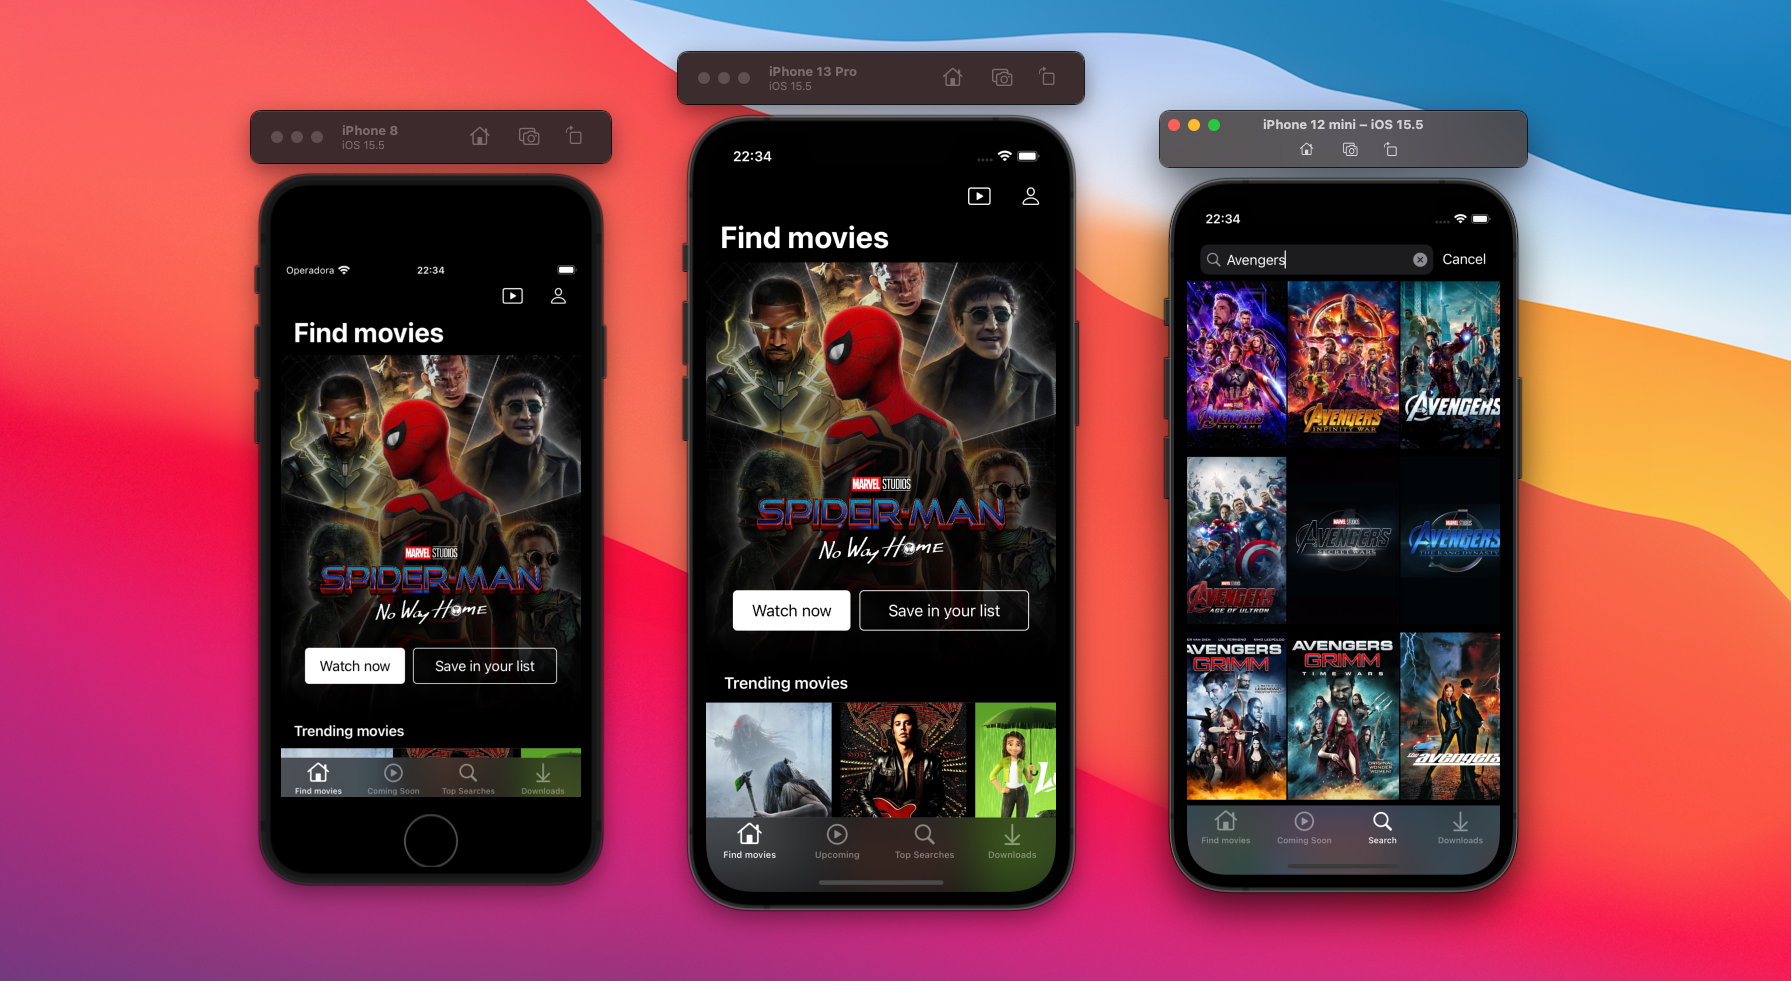 iPhone 8
iOS 15.5
Operadora
22:34
Find movies
MARVEL STUDIOS
SPIDER-MAN
No Way Home
Watch now
Save in your list
Trending movies
Find movies
Coming Soon
Top Searches
Downloads
iPhone 13 Pro
iOS 15.5
22:34
Find movies
MARVEL STUDIOS
SPIDER-MAN
No Way Home
Watch now
Save in your list
Trending movies
Find movies
Upcoming
Top Searches
Downloads
iPhone 12 mini – iOS 15.5
22:34
Avengers
Cancel
AVENGERS
ENDGAME
AVENGERS
INFINITY WAR
AVENGERS
AVENGERS
AGE OF ULTRON
MARVEL STUDIOS
AVENGERS
SECRET WARS
AVENGERS
THE KANG DYNASTY
AVENGERS
GRIMM
AVENGERS
GRIMM
TIME WARS
the avengers
Find movies
Coming Soon
Search
Downloads